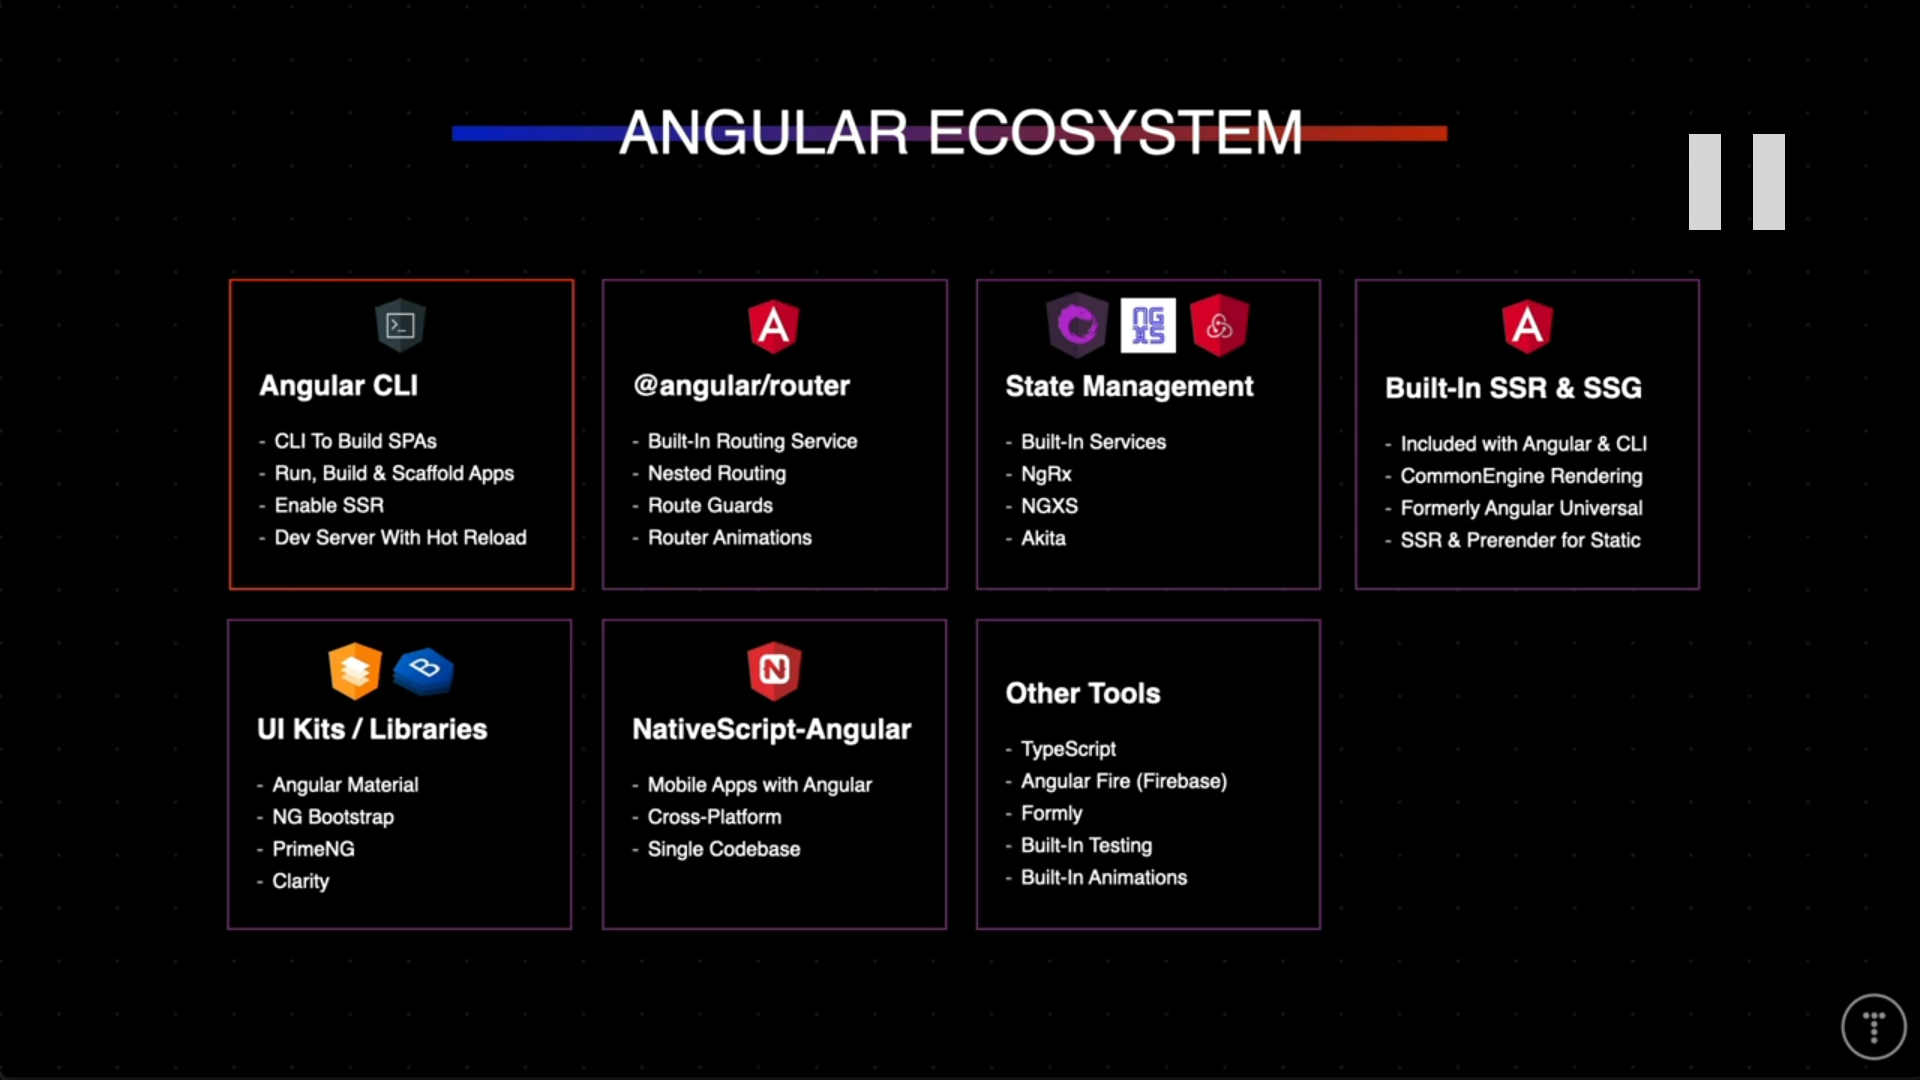 ANGULAR ECOSYSTEM
Angular CLI
- CLI To Build SPAs
- Run, Build & Scaffold Apps
- Enable SSR
- Dev Server With Hot Reload
@angular/router
- Built-In Routing Service
- Nested Routing
- Route Guards
- Router Animations
NG
XS
State Management
- Built-In Services
- NgRx
- NGXS
- Akita
A
Built-In SSR & SSG
- Included with Angular & CLI
- CommonEngine Rendering
- Formerly Angular Universal
- SSR & Prerender for Static
B
UI Kits / Libraries
- Angular Material
- NG Bootstrap
- PrimeNG
- Clarity
N
NativeScript-Angular
- Mobile Apps with Angular
- Cross-Platform
- Single Codebase
Other Tools
- TypeScript
- Angular Fire (Firebase)
- Formly
- Built-In Testing
- Built-In Animations
T